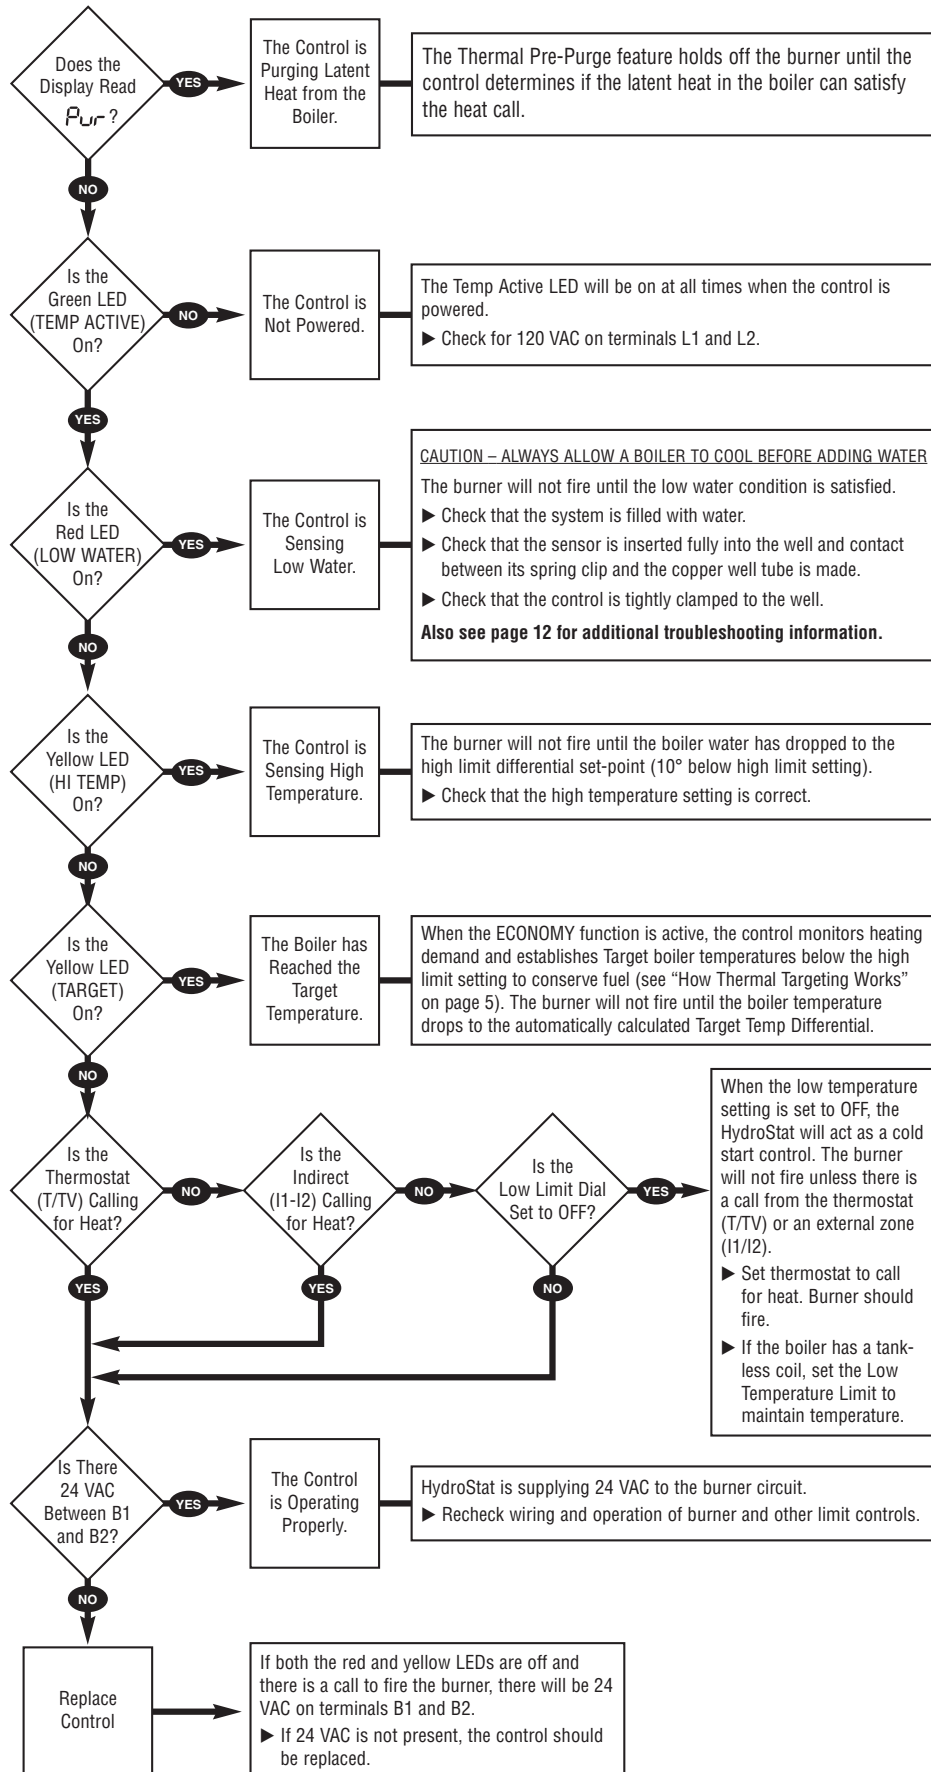 Does the
Display Read
Pur?
YES
The Control is
Purging Latent
Heat from the
Boiler.
The Thermal Pre-Purge feature holds off the burner until the
control determines if the latent heat in the boiler can satisfy
the heat call.
NO
Is the
Green LED
(TEMP ACTIVE)
On?
NO
The Control is
Not Powered.
The Temp Active LED will be on at all times when the control is
powered.
▶ Check for 120 VAC on terminals L1 and L2.
YES
Is the
Red LED
(LOW WATER)
On?
YES
The Control is
Sensing
Low Water.
CAUTION – ALWAYS ALLOW A BOILER TO COOL BEFORE ADDING WATER
The burner will not fire until the low water condition is satisfied.
▶ Check that the system is filled with water.
▶ Check that the sensor is inserted fully into the well and contact
between its spring clip and the copper well tube is made.
▶ Check that the control is tightly clamped to the well.
Also see page 12 for additional troubleshooting information.
NO
Is the
Yellow LED
(HI TEMP)
On?
YES
The Control is
Sensing High
Temperature.
The burner will not fire until the boiler water has dropped to the
high limit differential set-point (10° below high limit setting).
▶ Check that the high temperature setting is correct.
NO
Is the
Yellow LED
(TARGET)
On?
YES
The Boiler has
Reached the
Target
Temperature.
When the ECONOMY function is active, the control monitors heating
demand and establishes Target boiler temperatures below the high
limit setting to conserve fuel (see “How Thermal Targeting Works”
on page 5). The burner will not fire until the boiler temperature
drops to the automatically calculated Target Temp Differential.
NO
Is the
Thermostat
(T/TV) Calling
for Heat?
NO
Is the
Indirect
(I1-I2) Calling
for Heat?
NO
Is the
Low Limit Dial
Set to OFF?
YES
When the low temperature
setting is set to OFF, the
HydroStat will act as a cold
start control. The burner
will not fire unless there is
a call from the thermostat
(T/TV) or an external zone
(I1/I2).
▶ Set thermostat to call
for heat. Burner should
fire.
▶ If the boiler has a tank-
less coil, set the Low
Temperature Limit to
maintain temperature.
YES
YES
NO
Is There
24 VAC
Between B1
and B2?
YES
The Control
is Operating
Properly.
HydroStat is supplying 24 VAC to the burner circuit.
▶ Recheck wiring and operation of burner and other limit controls.
NO
Replace
Control
If both the red and yellow LEDs are off and
there is a call to fire the burner, there will be 24
VAC on terminals B1 and B2.
▶ If 24 VAC is not present, the control should
be replaced.